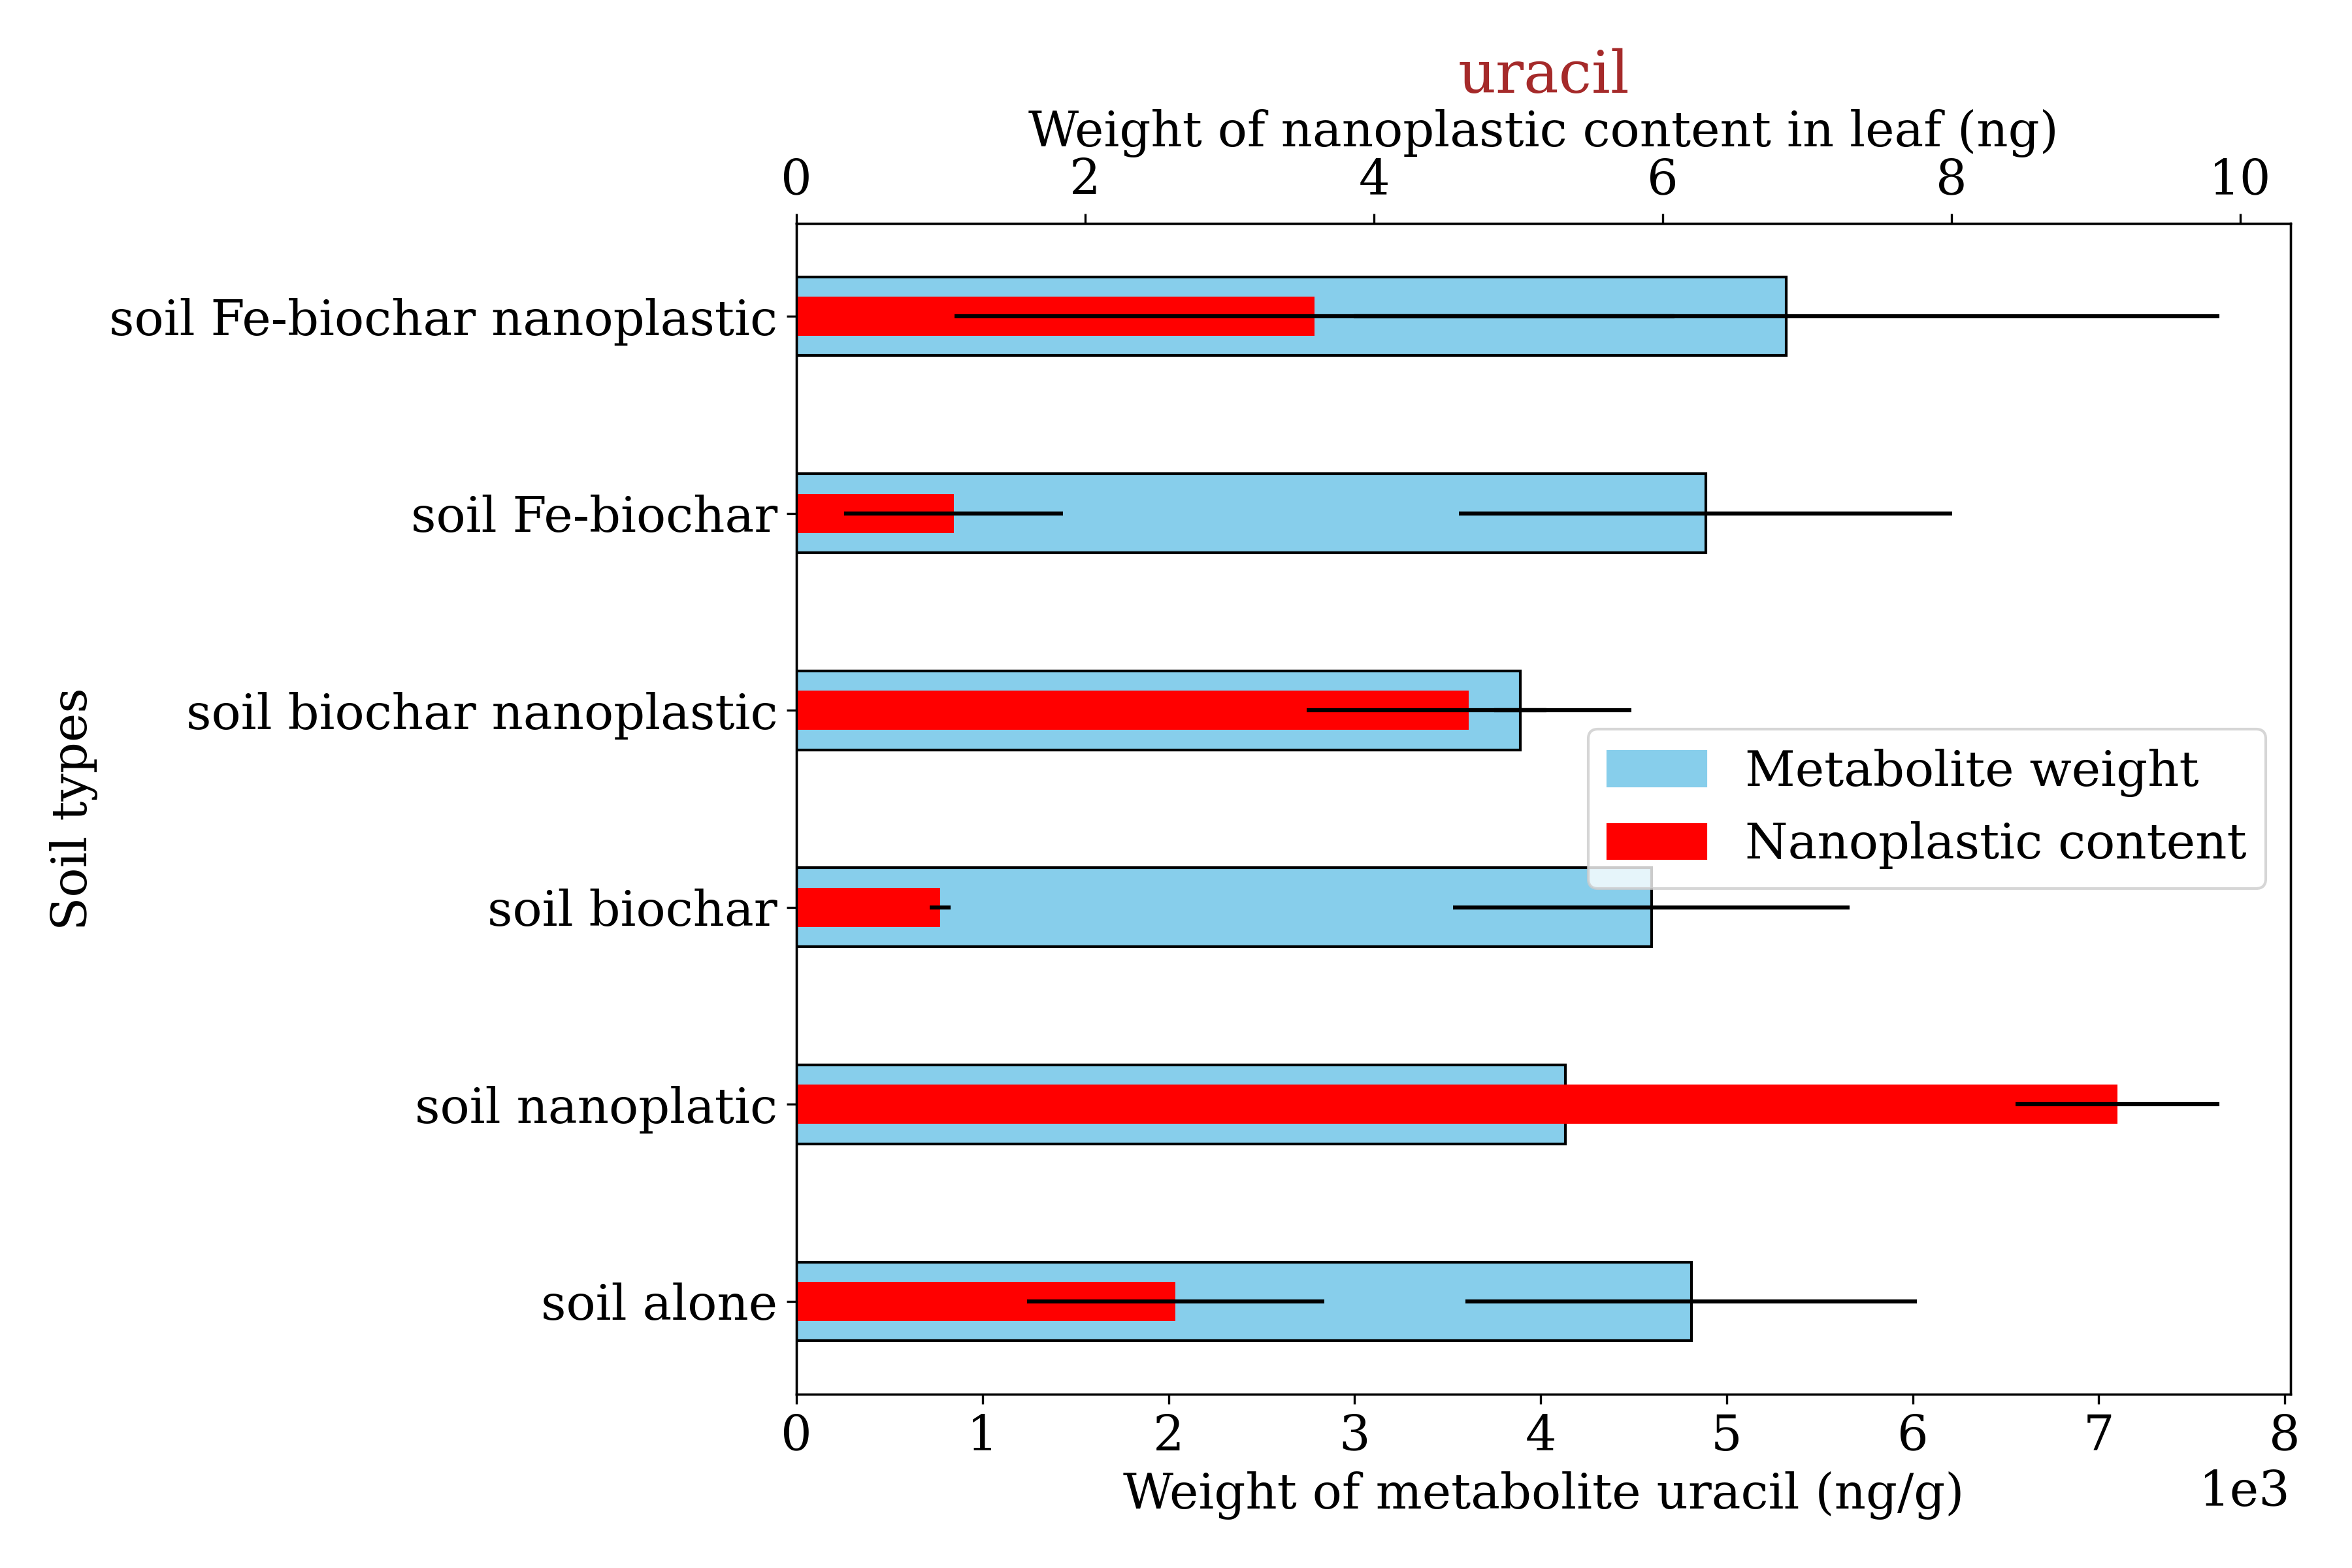 uracil
Weight of nanoplastic content in leaf (ng)
0 2 4 6 8 10
soil Fe-biochar nanoplastic
soil Fe-biochar
soil biochar nanoplastic
soil biochar
soil nanoplatic
soil alone
Soil types
Metabolite weight
Nanoplastic content
0 1 2 3 4 5 6 7 8
Weight of metabolite uracil (ng/g)
1e3